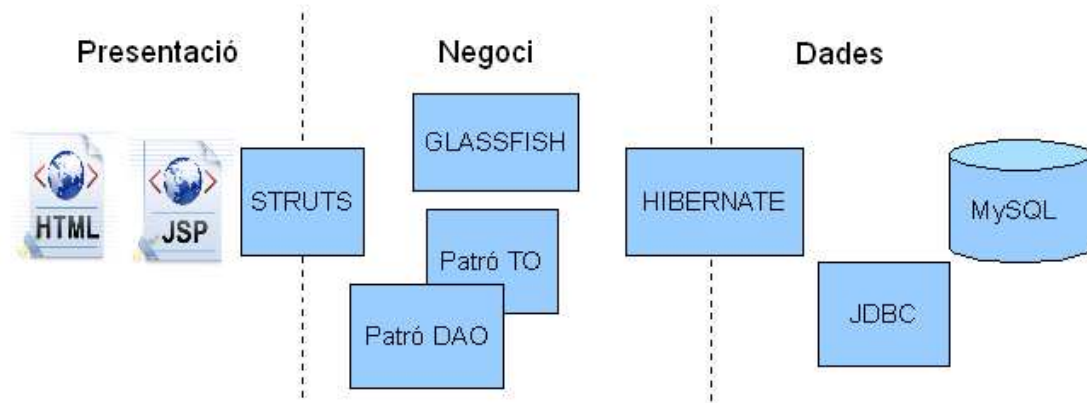 Presentació
Negoci
Dades
GLASSFISH
HTML
JSP
STRUTS
HIBERNATE
MySQL
Patró TO
Patró DAO
JDBC